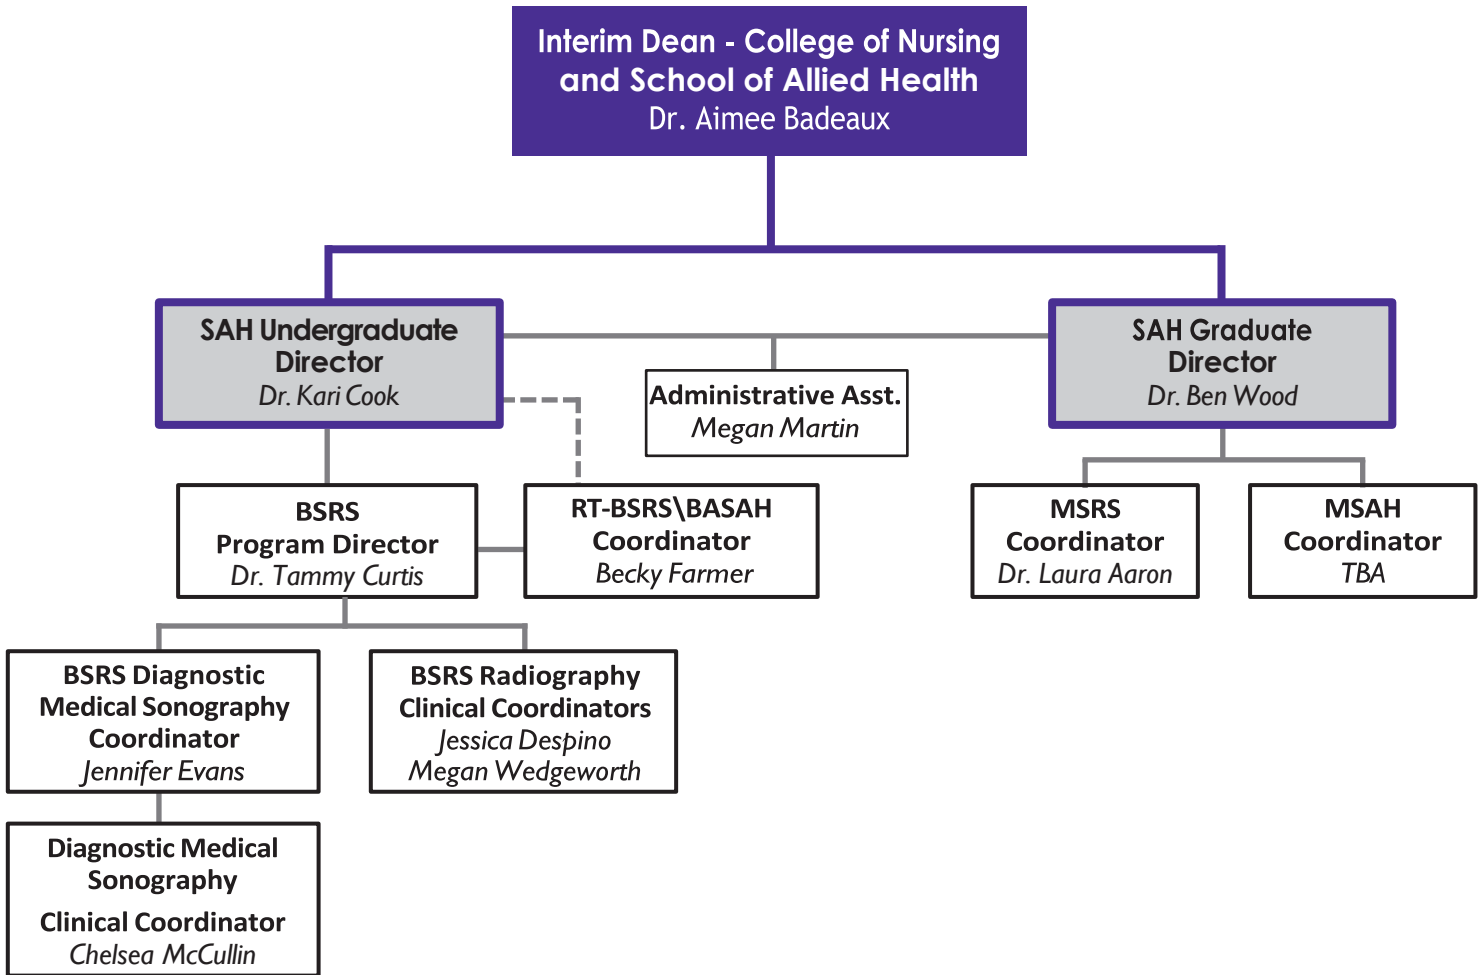 Interim Dean - College of Nursing
and School of Allied Health
Dr. Aimee Badeaux
SAH Undergraduate
Director
Dr. Kari Cook
Administrative Asst.
Megan Martin
SAH Graduate
Director
Dr. Ben Wood
BSRS
Program Director
Dr. Tammy Curtis
RT-BSRS\BASAH
Coordinator
Becky Farmer
MSRS
Coordinator
Dr. Laura Aaron
MSAH
Coordinator
TBA
BSRS Diagnostic
Medical Sonography
Coordinator
Jennifer Evans
BSRS Radiography
Clinical Coordinators
Jessica Despino
Megan Wedgeworth
Diagnostic Medical
Sonography
Clinical Coordinator
Chelsea McCullin